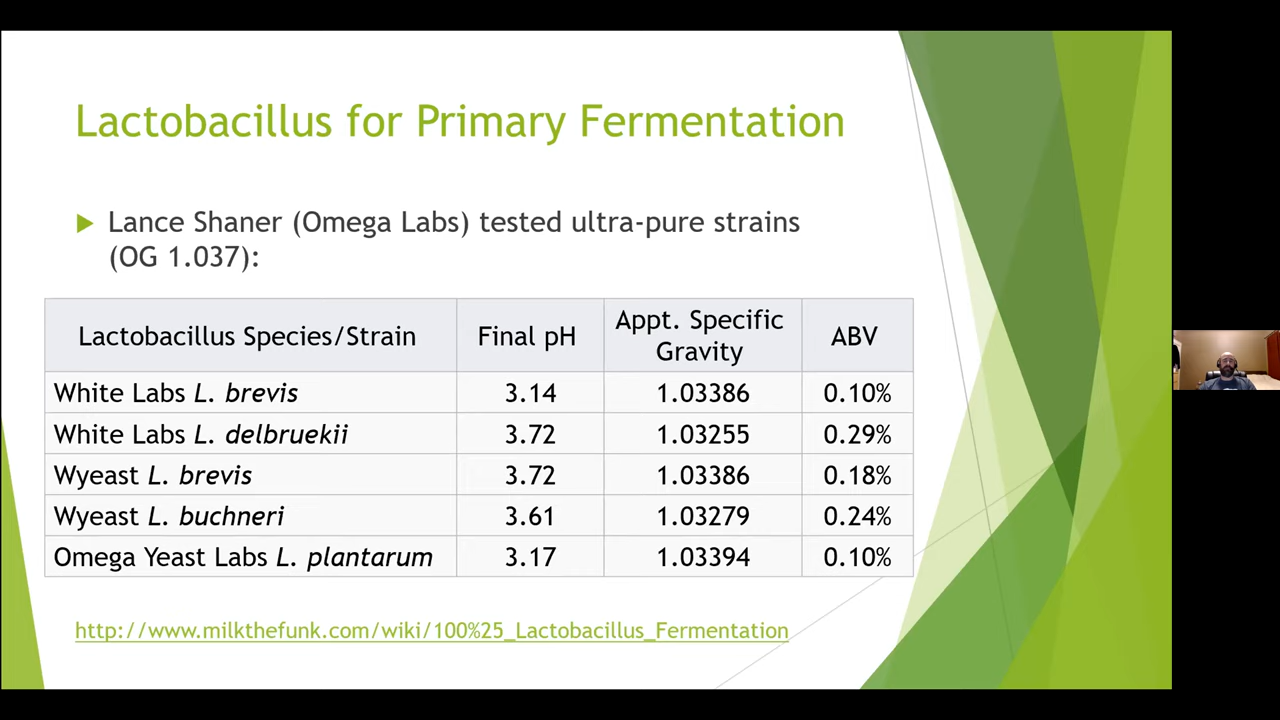 Lactobacillus for Primary Fermentation
Lance Shaner (Omega Labs) tested ultra-pure strains
(OG 1.037):
Lactobacillus Species/Strain Final pH Appt. Specific Gravity ABV
White Labs L. brevis 3.14 1.03386 0.10%
White Labs L. delbruekii 3.72 1.03255 0.29%
Wyeast L. brevis 3.72 1.03386 0.18%
Wyeast L. buchneri 3.61 1.03279 0.24%
Omega Yeast Labs L. plantarum 3.17 1.03394 0.10%
http://www.milkthefunk.com/wiki/100%25_Lactobacillus_Fermentation